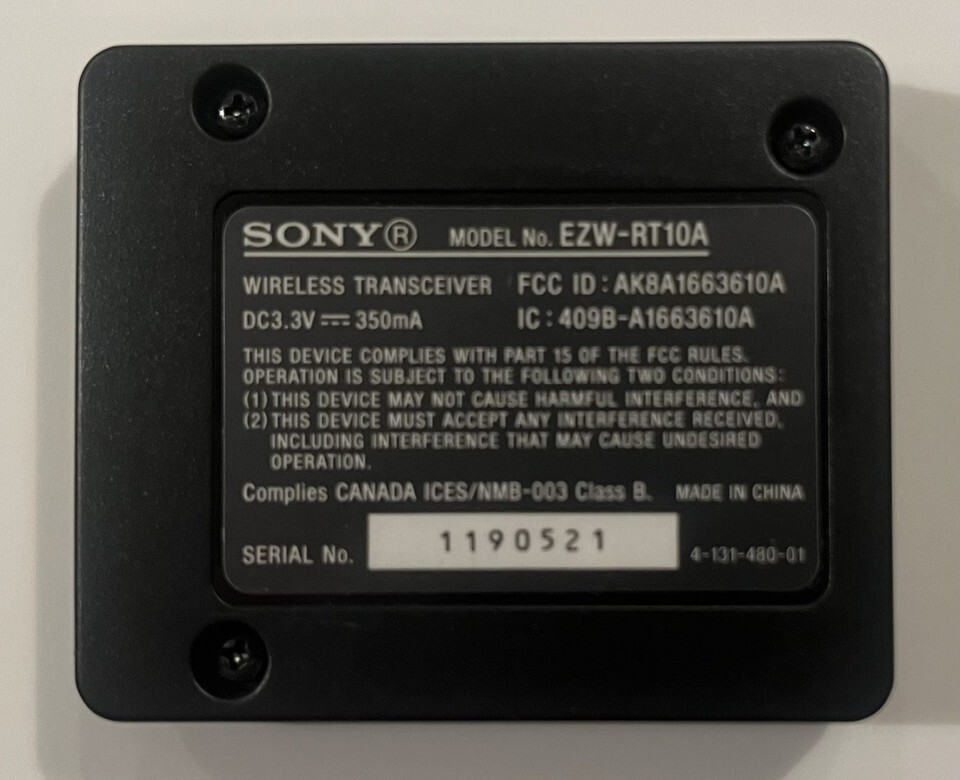 SONY® MODEL No. EZW-RT10A
WIRELESS TRANSCEIVER FCC ID : AK8A1663610A
DC3.3V ⎓ 350mA IC : 409B-A1663610A
THIS DEVICE COMPLIES WITH PART 15 OF THE FCC RULES.
OPERATION IS SUBJECT TO THE FOLLOWING TWO CONDITIONS:
(1) THIS DEVICE MAY NOT CAUSE HARMFUL INTERFERENCE, AND
(2) THIS DEVICE MUST ACCEPT ANY INTERFERENCE RECEIVED,
INCLUDING INTERFERENCE THAT MAY CAUSE UNDESIRED
OPERATION.
Complies CANADA ICES/NMB-003 Class B. MADE IN CHINA
SERIAL No. 1190521 4-131-480-01